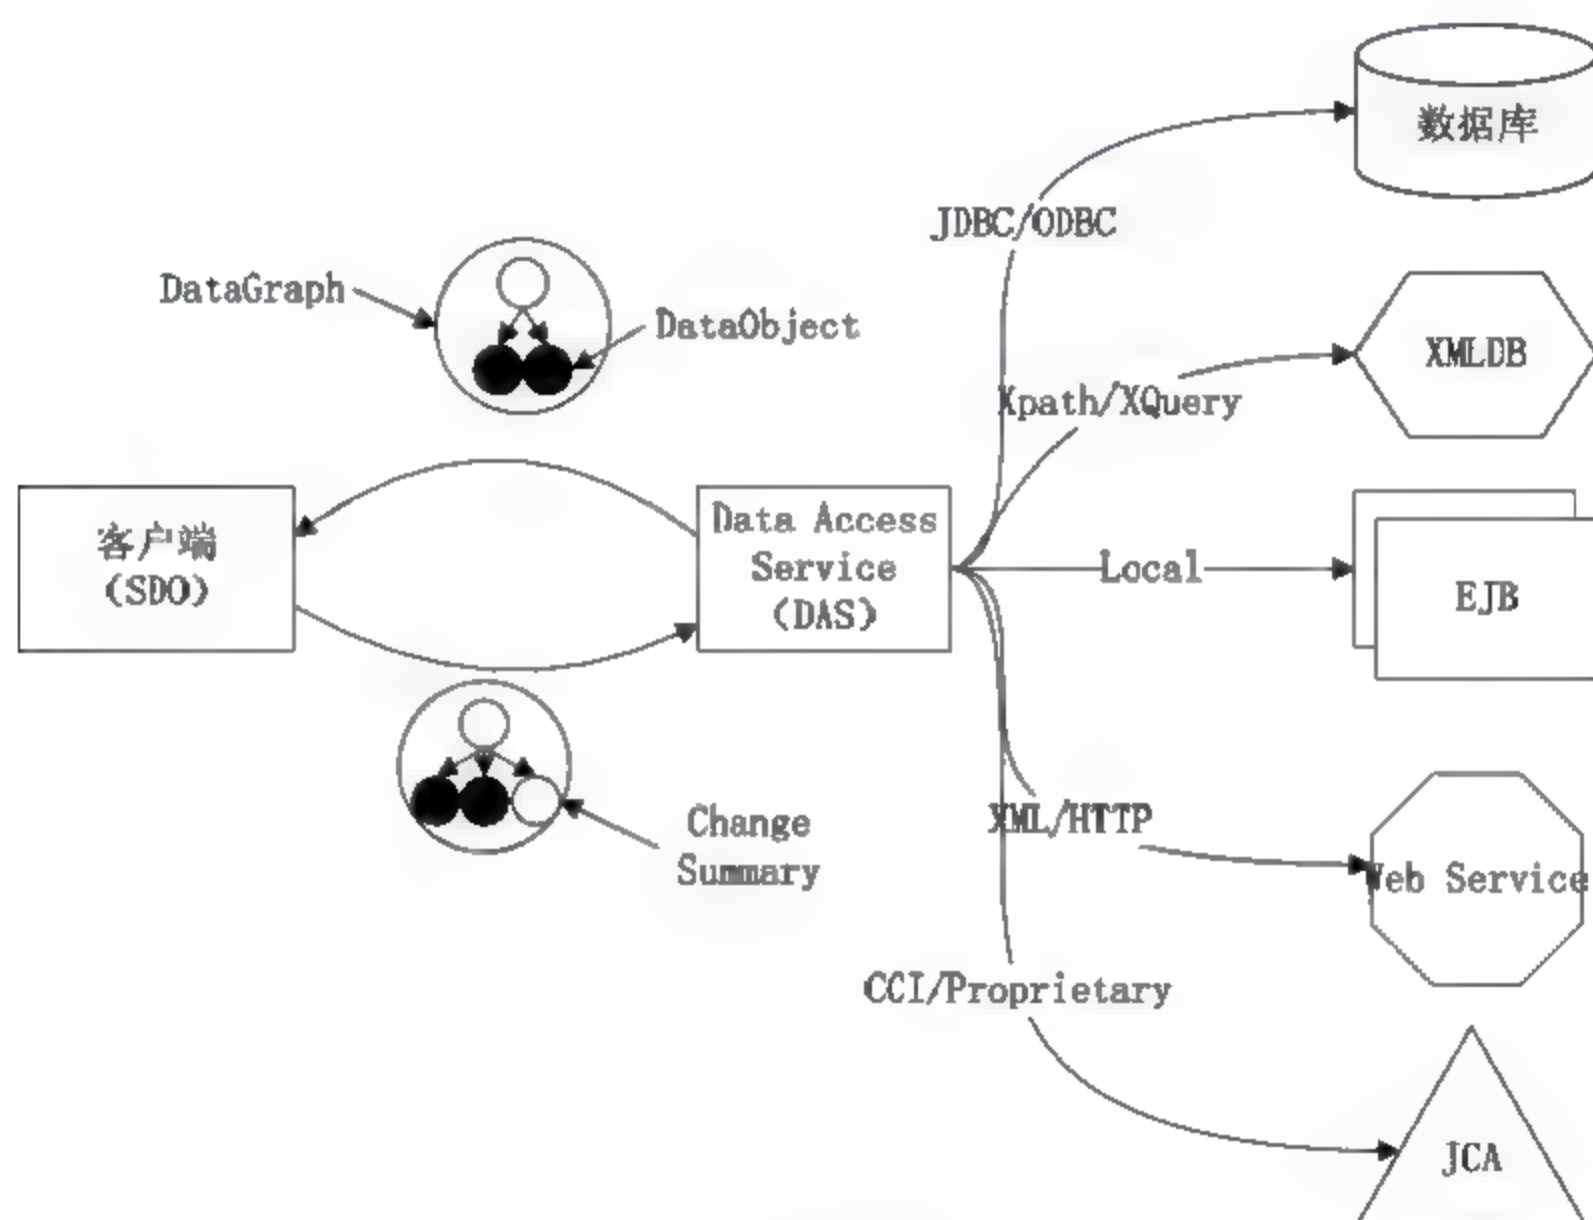 数据库
JDBC/ODBC
DataGraph
DataObject
XMLDB
Xpath/XQuery
客户端
(SDO)
Data Access
Service
(DAS)
Local
EJB
XML/HTTP
Change
Summary
Web Service
CCI/Proprietary
JCA